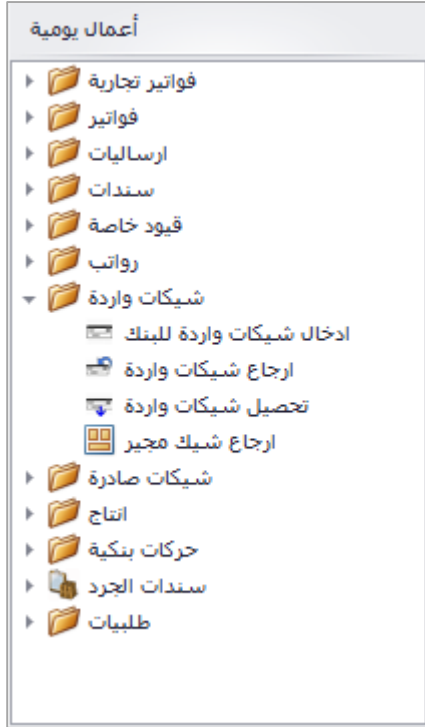 أعمال يومية
فواتير تجارية
فواتير
ارساليات
سندات
قيود خاصة
رواتب
شيكات واردة
ادخال شيكات واردة للبنك
ارجاع شيكات واردة
تحصيل شيكات واردة
ارجاع شيك مجير
شيكات صادرة
انتاج
حركات بنكية
سندات الجرد
طلبيات